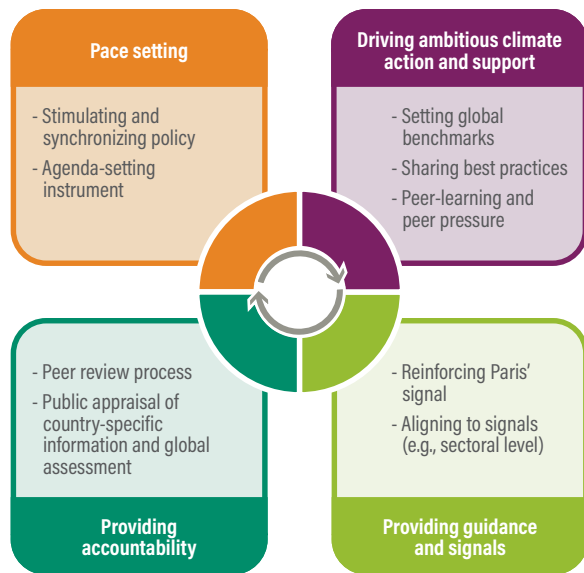 Pace setting
- Stimulating and
synchronizing policy
- Agenda-setting
instrument
Driving ambitious climate
action and support
- Setting global
benchmarks
- Sharing best practices
- Peer-learning and
peer pressure
- Peer review process
- Public appraisal of
country-specific
information and global
assessment
Providing
accountability
- Reinforcing Paris’
signal
- Aligning to signals
(e.g., sectoral level)
Providing guidance
and signals